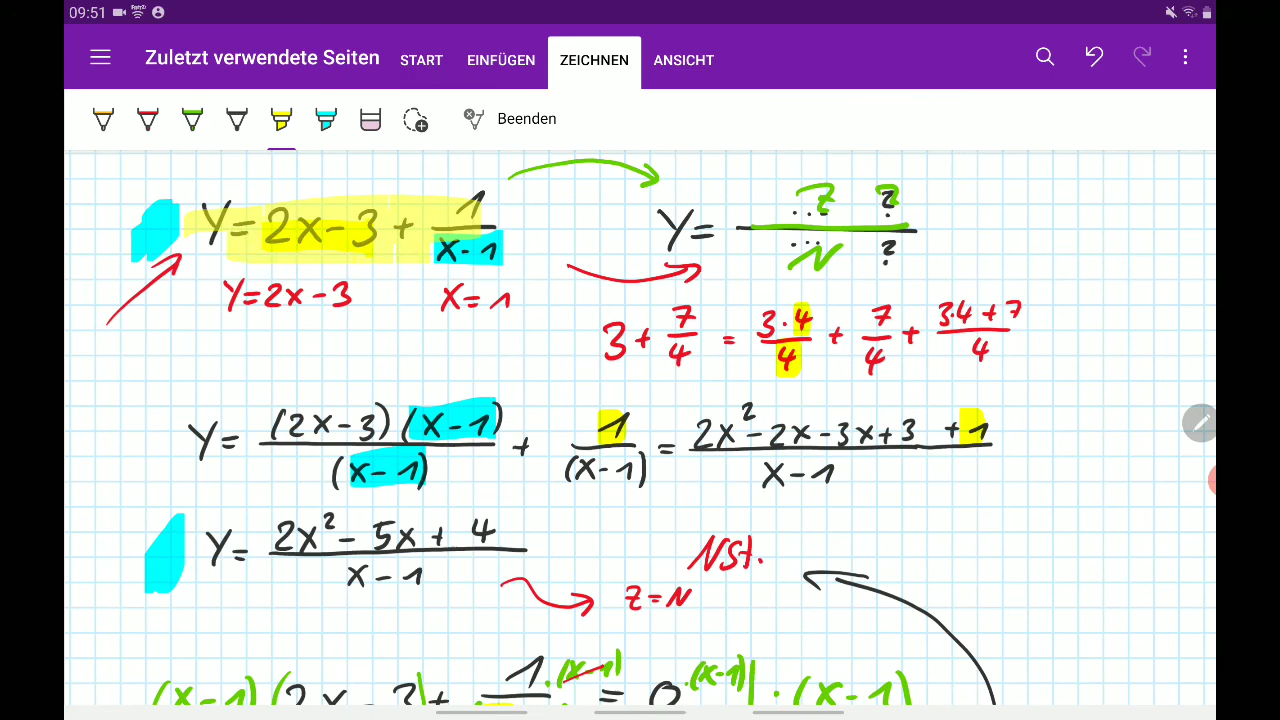 09:51
Zuletzt verwendete Seiten START EINFÜGEN ZEICHNEN ANSICHT
Beenden
Y = 2x - 3 + 1/(x - 1)
Y = (... Z ?)/(... N ?)
Y = 2x - 3 x = 1
3 + 7/4 = (3·4)/4 + 7/4 + (3·4 + 7)/4
Y = ((2x - 3)(x - 1))/((x - 1)) + 1/((x - 1)) = (2x² - 2x - 3x + 3 + 1)/(x - 1)
Y = (2x² - 5x + 4)/(x - 1)
NSt.
Z = N